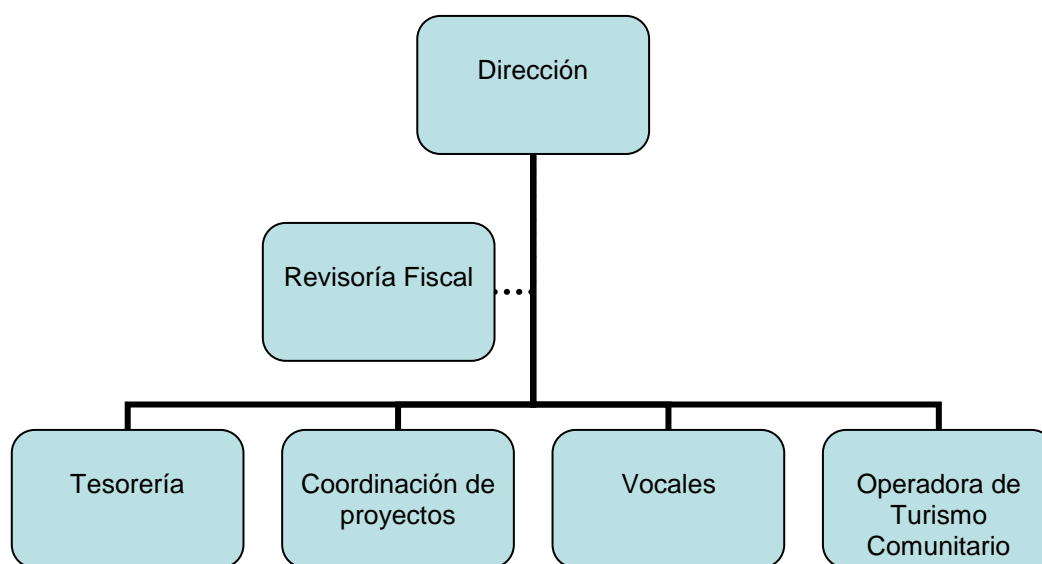 Dirección
Revisoría Fiscal
Tesorería
Coordinación de
proyectos
Vocales
Operadora de
Turismo
Comunitario